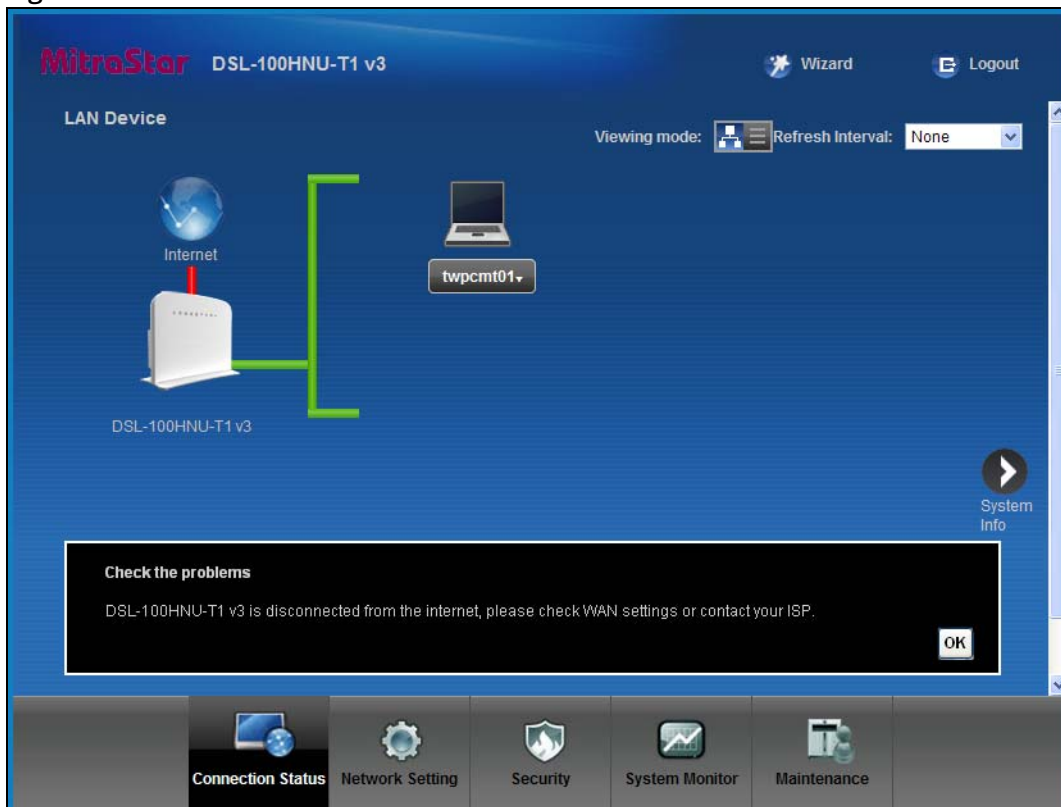 MitraStar DSL-100HNU-T1 v3
Wizard
Logout
LAN Device
Viewing mode:
Refresh Interval:
None
Internet
twpcmt01
DSL-100HNU-T1 v3
System
Info
Check the problems
DSL-100HNU-T1 v3 is disconnected from the internet, please check WAN settings or contact your ISP.
OK
Connection Status
Network Setting
Security
System Monitor
Maintenance